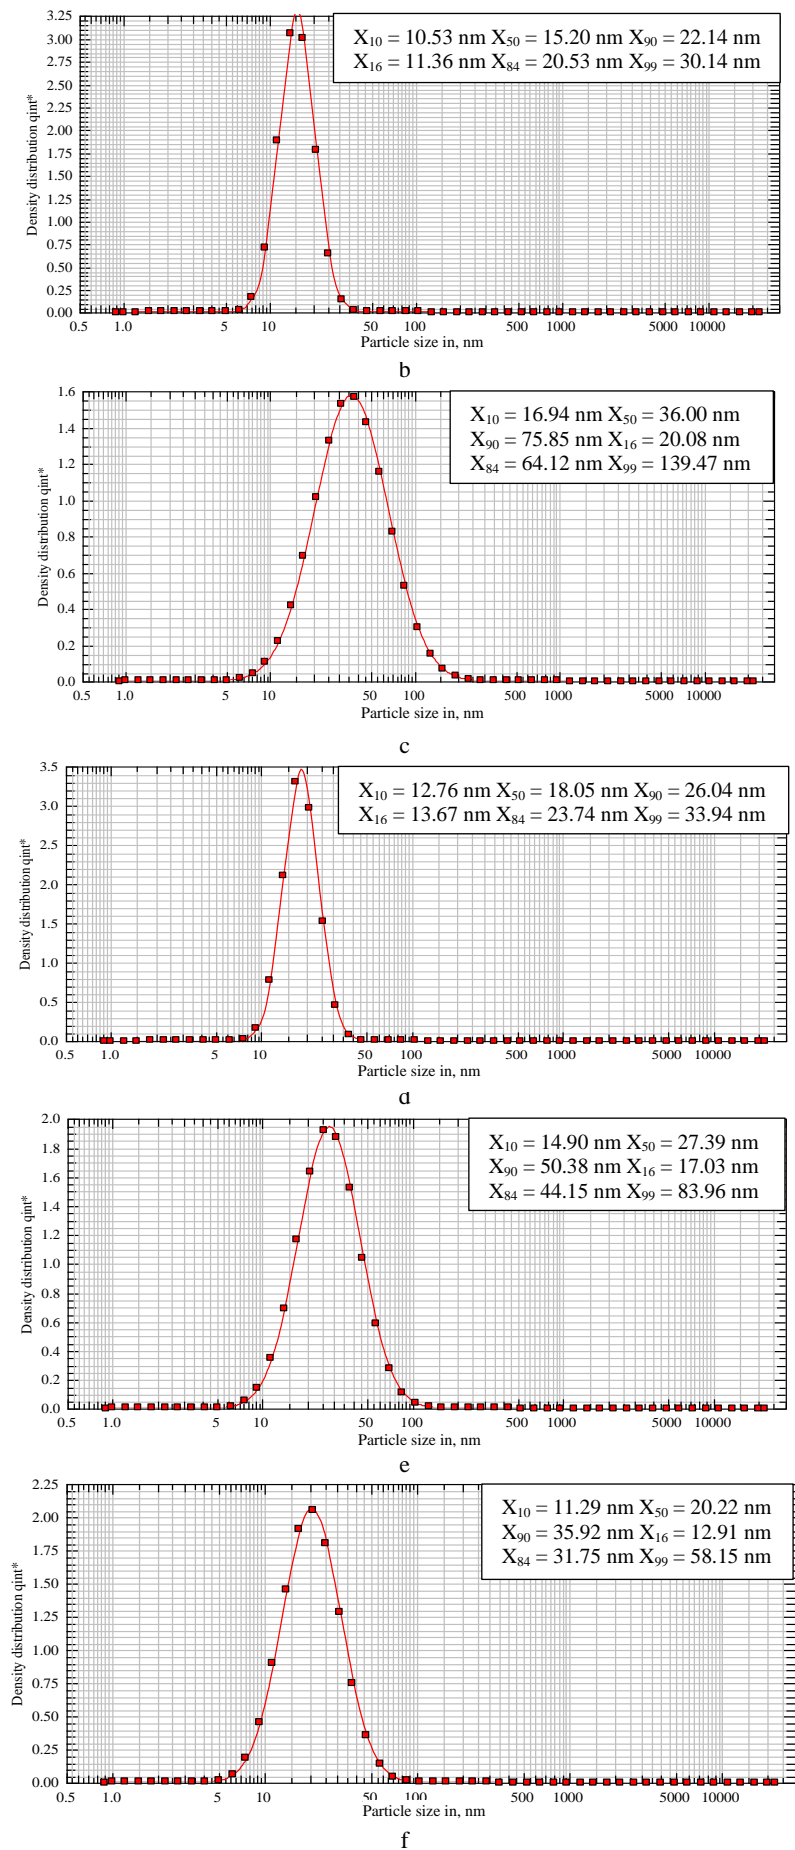 3.25
3.00
2.75
2.50
2.25
2.00
1.75
1.50
1.25
1.00
0.75
0.50
0.25
0.00
Density distribution qint*
X10 = 10.53 nm X50 = 15.20 nm X90 = 22.14 nm
X16 = 11.36 nm X84 = 20.53 nm X99 = 30.14 nm
0.5 1.0 5 10 50 100 500 1000 5000 10000
Particle size in, nm
b
1.6
1.4
1.2
1.0
0.8
0.6
0.4
0.2
0.0
Density distribution qint*
X10 = 16.94 nm X50 = 36.00 nm
X90 = 75.85 nm X16 = 20.08 nm
X84 = 64.12 nm X99 = 139.47 nm
0.5 1.0 5 10 50 100 500 1000 5000 10000
Particle size in, nm
c
3.5
3.0
2.5
2.0
1.5
1.0
0.5
0.0
Density distribution qint*
X10 = 12.76 nm X50 = 18.05 nm X90 = 26.04 nm
X16 = 13.67 nm X84 = 23.74 nm X99 = 33.94 nm
0.5 1.0 5 10 50 100 500 1000 5000 10000
Particle size in, nm
d
2.0
1.8
1.6
1.4
1.2
1.0
0.8
0.6
0.4
0.2
0.0
Density distribution qint*
X10 = 14.90 nm X50 = 27.39 nm
X90 = 50.38 nm X16 = 17.03 nm
X84 = 44.15 nm X99 = 83.96 nm
0.5 1.0 5 10 50 100 500 1000 5000 10000
Particle size in, nm
e
2.25
2.00
1.75
1.50
1.25
1.00
0.75
0.50
0.25
0.00
Density distribution qint*
X10 = 11.29 nm X50 = 20.22 nm
X90 = 35.92 nm X16 = 12.91 nm
X84 = 31.75 nm X99 = 58.15 nm
0.5 1.0 5 10 50 100 500 1000 5000 10000
Particle size in, nm
f